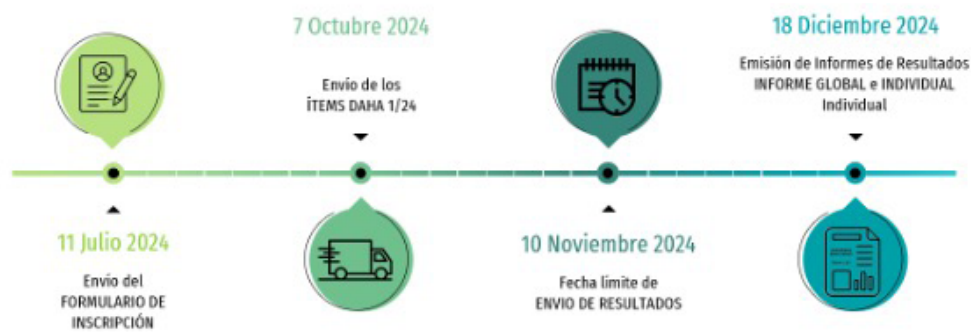 7 Octubre 2024
Envío de los
ÍTEMS DAHA 1/24
18 Diciembre 2024
Emisión de Informes de Resultados
INFORME GLOBAL e INDIVIDUAL
Individual
11 Julio 2024
Envío del
FORMULARIO DE
INSCRIPCIÓN
10 Noviembre 2024
Fecha límite de
ENVIO DE RESULTADOS